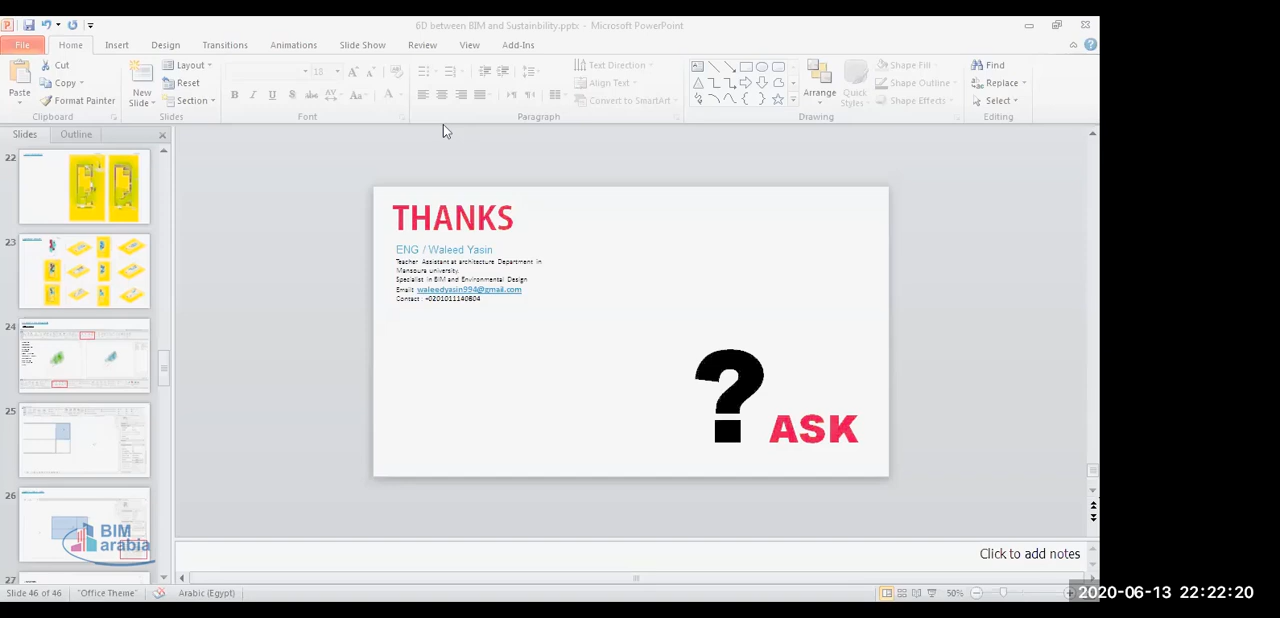 6D between BIM and Sustainbility.pptx - Microsoft PowerPoint
File Home Insert Design Transitions Animations Slide Show Review View Add-Ins
Paste
Cut
Copy
Format Painter
Clipboard
New Slide
Layout
Reset
Section
Slides
18
Font
Paragraph
Text Direction
Align Text
Convert to SmartArt
Arrange
Quick Styles
Shape Fill
Shape Outline
Shape Effects
Drawing
Find
Replace
Select
Editing
Slides Outline
22
23
24
25
26
27
THANKS
ENG / Waleed Yasin
Teacher Assistant at architecture Department in
Mansoura university.
Specialist in BIM and Environmental Design
Email: waleedyasin994@gmail.com
Contact : +0201011140804
? ASK
BIM
arabia
Click to add notes
Slide 46 of 46 "Office Theme" Arabic (Egypt) 50%
2020-06-13 22:22:20